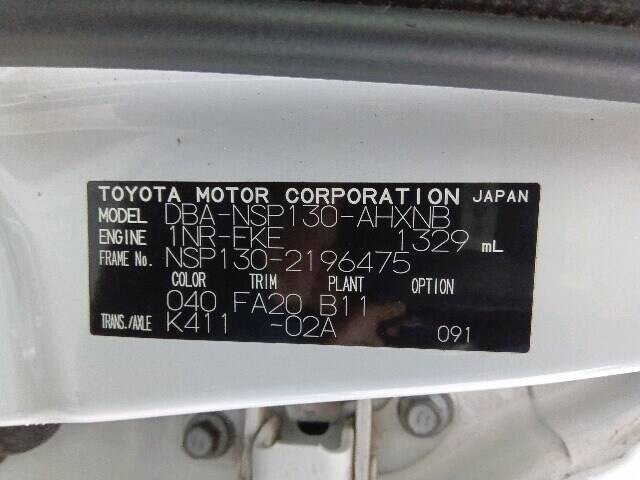 TOYOTA MOTOR CORPORATION JAPAN
MODEL DBA-NSP130-AHXNB
ENGINE 1NR-EKE 1329 mL
FRAME No. NSP130-2196475
COLOR TRIM PLANT OPTION
040 FA20 B11
TRANS./AXLE K411 -02A 091